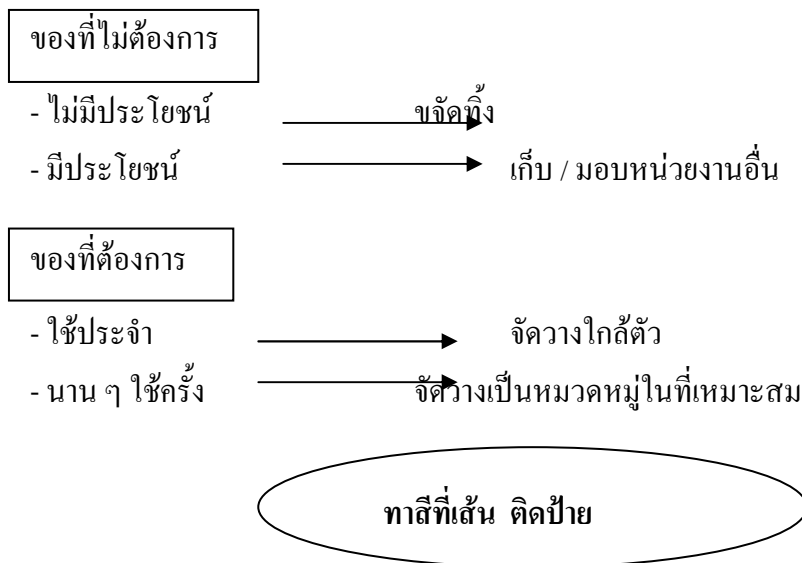 ของที่ไม่ต้องการ
- ไม่มีประโยชน์ ขจัดทิ้ง
- มีประโยชน์ เก็บ / มอบหน่วยงานอื่น
ของที่ต้องการ
- ใช้ประจำ จัดวางใกล้ตัว
- นาน ๆ ใช้ครั้ง จัดวางเป็นหมวดหมู่ในที่เหมาะสม
ทาสีที่เส้น ติดป้าย